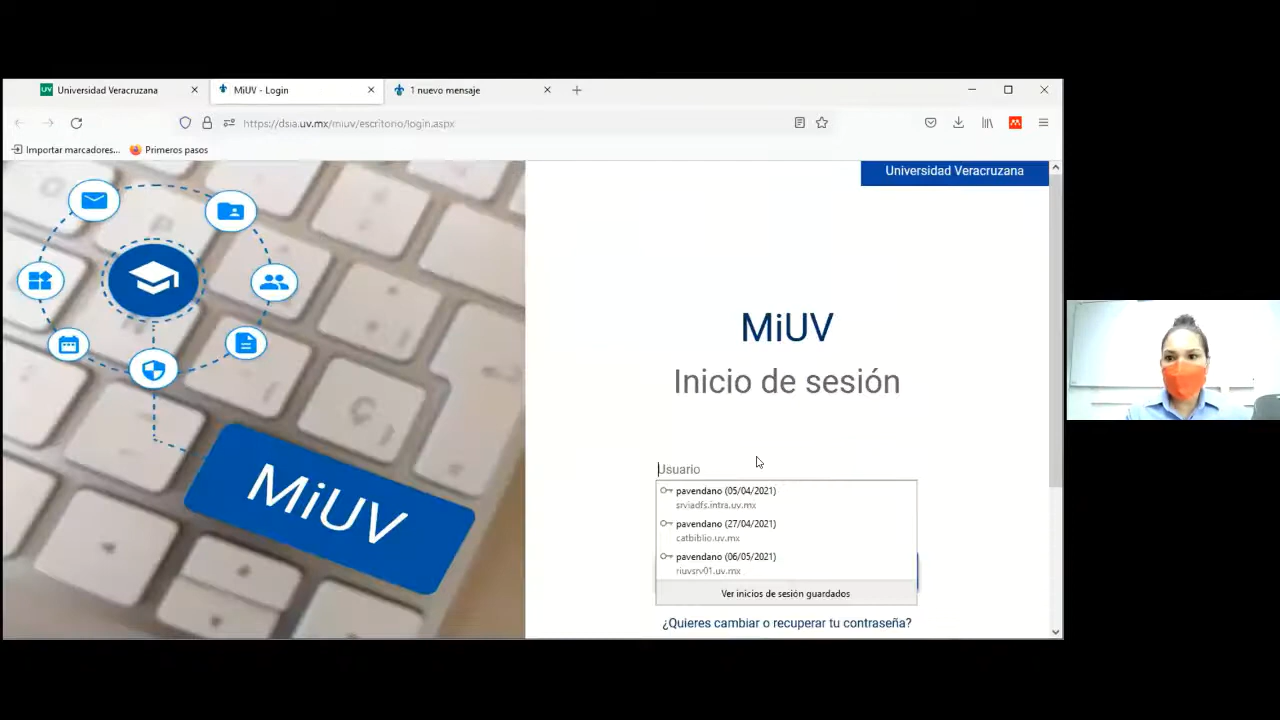 UV Universidad Veracruzana
MiUV - Login
1 nuevo mensaje
https://dsia.uv.mx/miuv/escritorio/login.aspx
Importar marcadores...
Primeros pasos
Universidad Veracruzana
MiUV
Inicio de sesión
Usuario
pavendano (05/04/2021)
srviadfs.intra.uv.mx
pavendano (27/04/2021)
catbiblio.uv.mx
pavendano (06/05/2021)
riuvsrv01.uv.mx
Ver inicios de sesión guardados
¿Quieres cambiar o recuperar tu contraseña?
MiUV